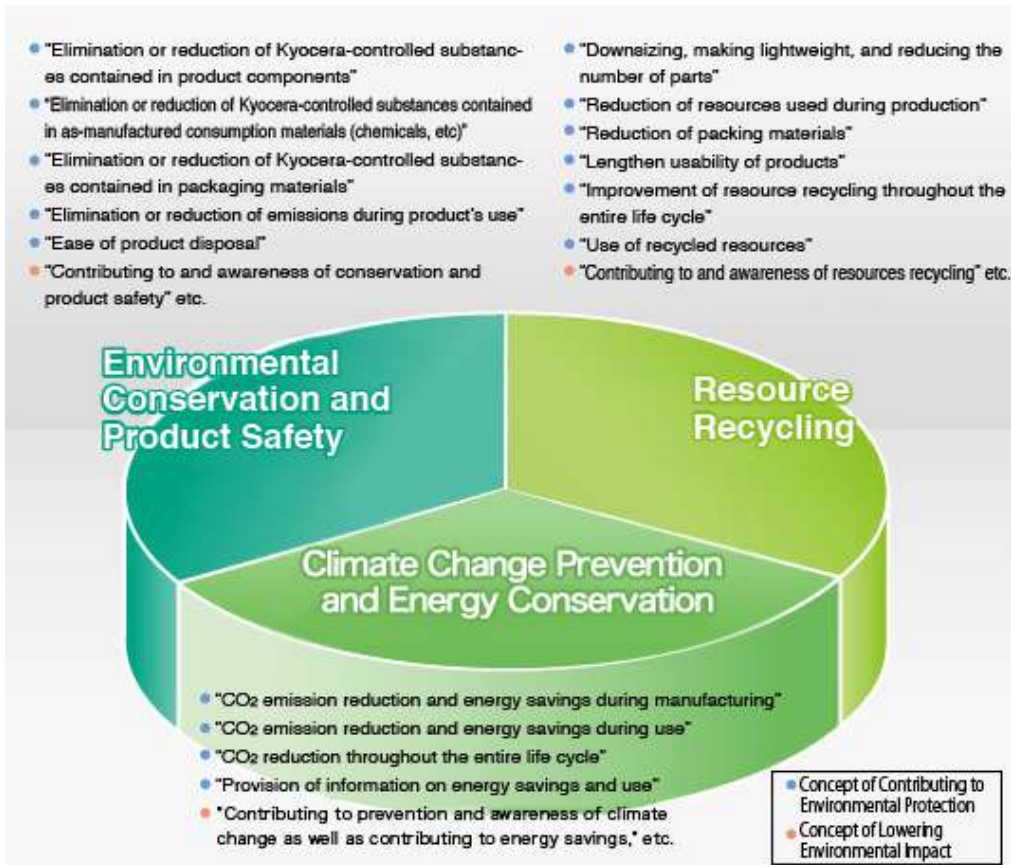 "Elimination or reduction of Kyocera-controlled substanc-
es contained in product components"
"Elimination or reduction of Kyocera-controlled substances contained
in as-manufactured consumption materials (chemicals, etc)"
"Elimination or reduction of Kyocera-controlled substanc-
es contained in packaging materials"
"Elimination or reduction of emissions during product's use"
"Ease of product disposal"
"Contributing to and awareness of conservation and
product safety" etc.
"Downsizing, making lightweight, and reducing the
number of parts"
"Reduction of resources used during production"
"Reduction of packing materials"
"Lengthen usability of products"
"Improvement of resource recycling throughout the
entire life cycle"
"Use of recycled resources"
"Contributing to and awareness of resources recycling" etc.
Environmental
Conservation and
Product Safety
Resource
Recycling
Climate Change Prevention
and Energy Conservation
"CO2 emission reduction and energy savings during manufacturing"
"CO2 emission reduction and energy savings during use"
"CO2 reduction throughout the entire life cycle"
"Provision of information on energy savings and use"
"Contributing to prevention and awareness of climate
change as well as contributing to energy savings," etc.
Concept of Contributing to
Environmental Protection
Concept of Lowering
Environmental Impact